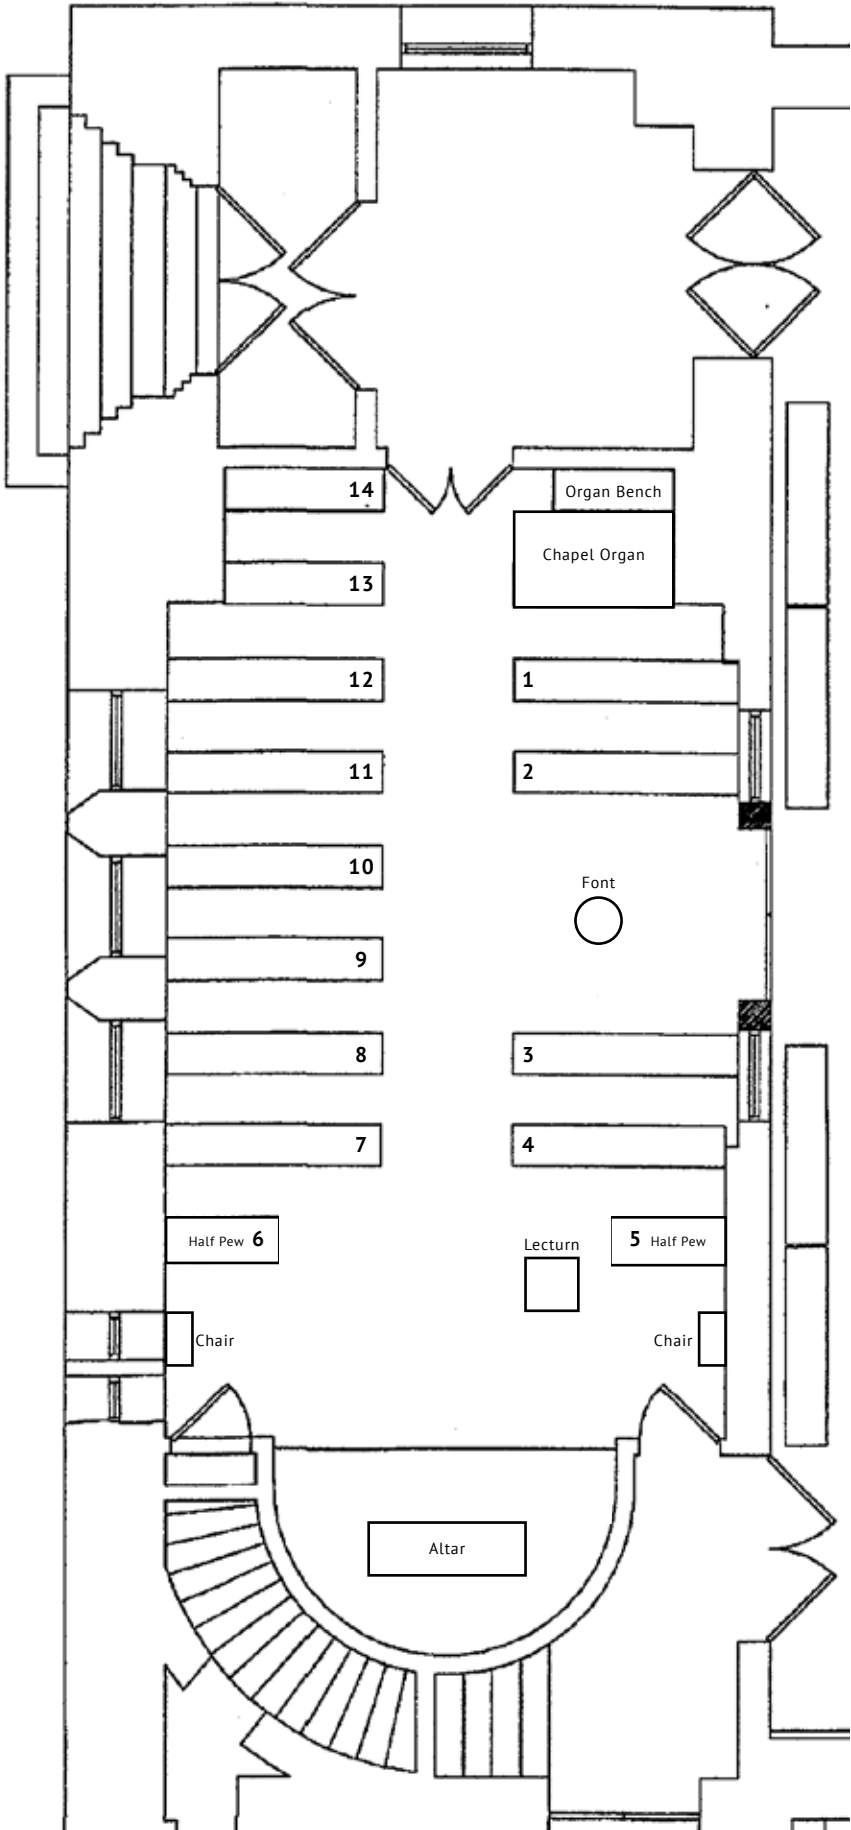 14
Organ Bench
Chapel Organ
13
12
1
11
2
10
Font
9
8
3
7
4
Half Pew 6
5 Half Pew
Lecturn
Chair
Chair
Altar